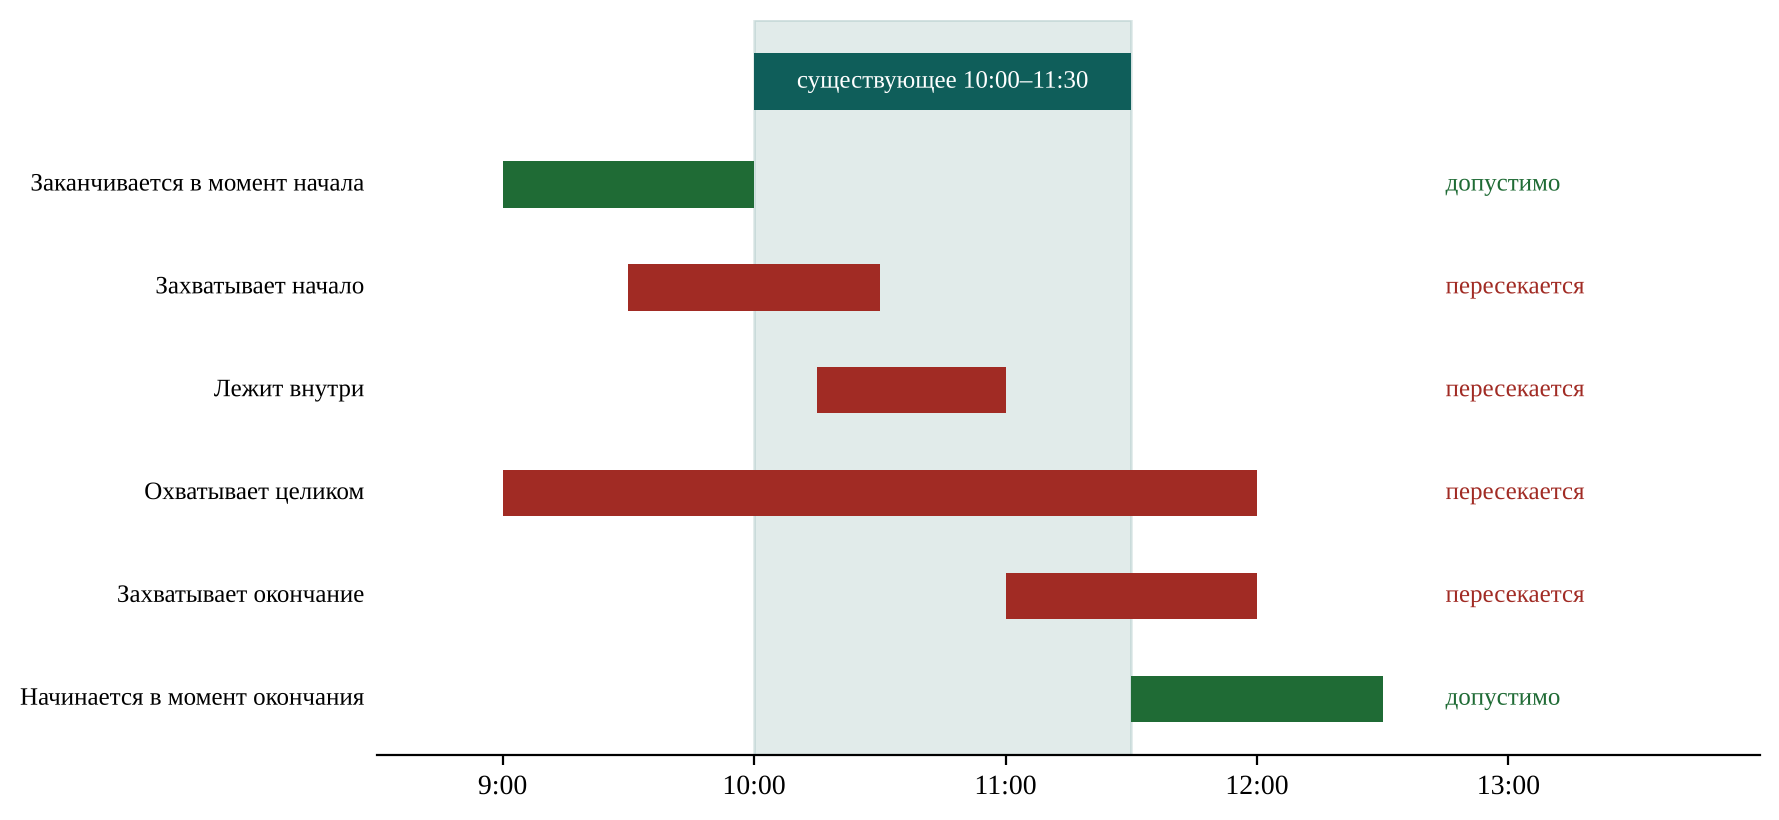 существующее 10:00–11:30
Заканчивается в момент начала
допустимо
Захватывает начало
пересекается
Лежит внутри
пересекается
Охватывает целиком
пересекается
Захватывает окончание
пересекается
Начинается в момент окончания
допустимо
9:00 10:00 11:00 12:00 13:00